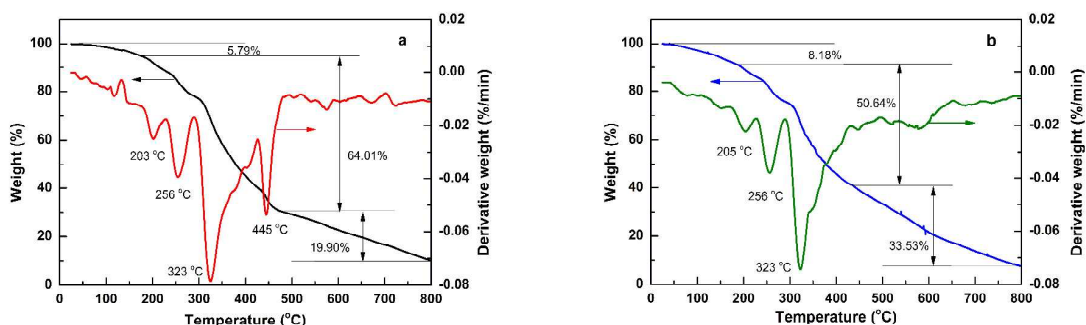 a
5.79%
64.01%
19.90%
203 °C
256 °C
323 °C
445 °C
Weight (%)
100
80
60
40
20
0
Derivative weight (%/min)
0.02
0.00
-0.02
-0.04
-0.06
-0.08
0 100 200 300 400 500 600 700 800
Temperature (°C)
b
8.18%
50.64%
33.53%
205 °C
256 °C
323 °C
Weight (%)
100
80
60
40
20
0
Derivative weight (%/min)
0.02
0.00
-0.02
-0.04
-0.06
-0.08
0 100 200 300 400 500 600 700 800
Temperature (°C)